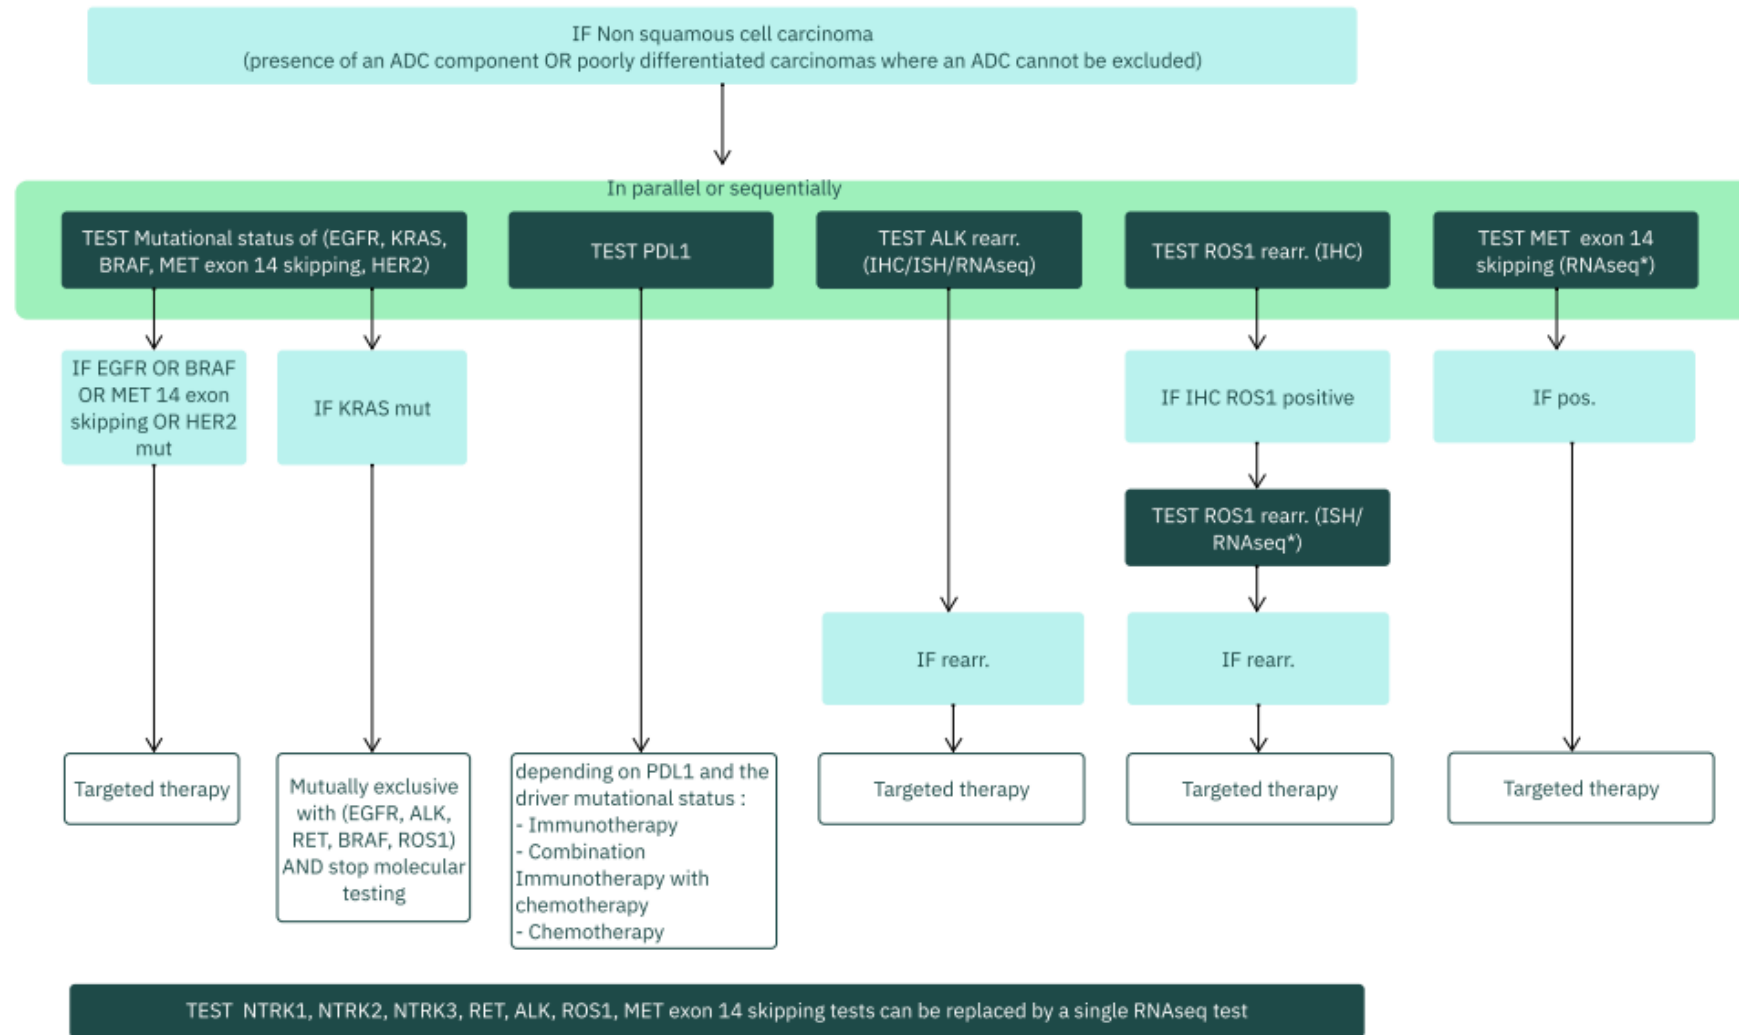 IF Non squamous cell carcinoma
(presence of an ADC component OR poorly differentiated carcinomas where an ADC cannot be excluded)
In parallel or sequentially
TEST Mutational status of (EGFR, KRAS,
BRAF, MET exon 14 skipping, HER2)
TEST PDL1
TEST ALK rearr.
(IHC/ISH/RNAseq)
TEST ROS1 rearr. (IHC)
TEST MET exon 14
skipping (RNAseq*)
IF EGFR OR BRAF
OR MET 14 exon
skipping OR HER2
mut
IF KRAS mut
IF IHC ROS1 positive
IF pos.
TEST ROS1 rearr. (ISH/
RNAseq*)
IF rearr.
IF rearr.
Targeted therapy
Mutually exclusive
with (EGFR, ALK,
RET, BRAF, ROS1)
AND stop molecular
testing
depending on PDL1 and the
driver mutational status :
- Immunotherapy
- Combination
Immunotherapy with
chemotherapy
- Chemotherapy
Targeted therapy
Targeted therapy
Targeted therapy
TEST NTRK1, NTRK2, NTRK3, RET, ALK, ROS1, MET exon 14 skipping tests can be replaced by a single RNAseq test